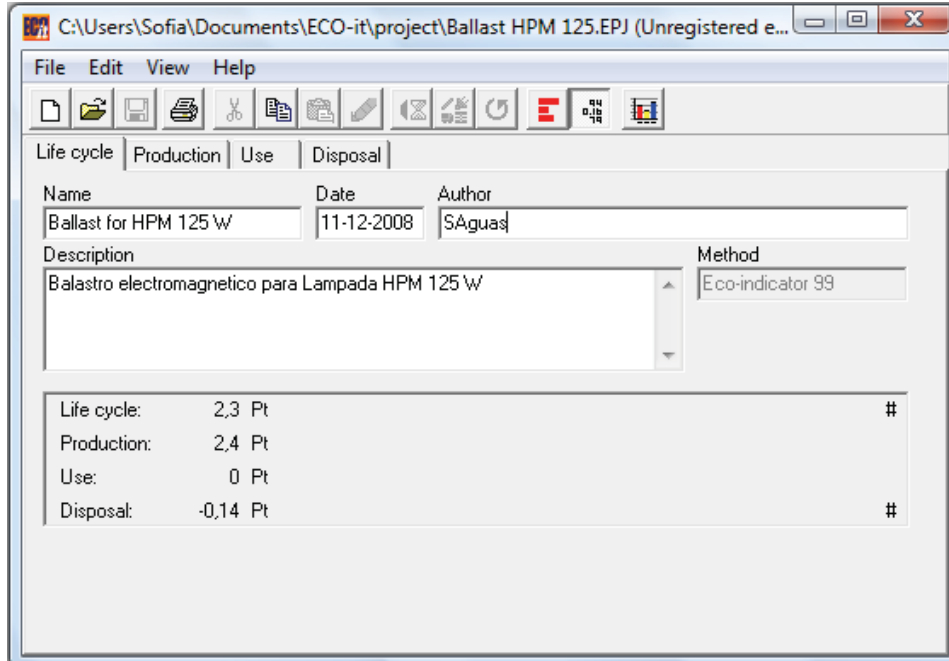 C:\Users\Sofia\Documents\ECO-it\project\Ballast HPM 125.EPJ (Unregistered e...
File Edit View Help
Life cycle Production Use Disposal
Name Date Author
Ballast for HPM 125 W 11-12-2008 SAguas
Description Method
Balastro electromagnetico para Lampada HPM 125 W Eco-indicator 99
Life cycle: 2,3 Pt #
Production: 2,4 Pt
Use: 0 Pt
Disposal: -0,14 Pt #